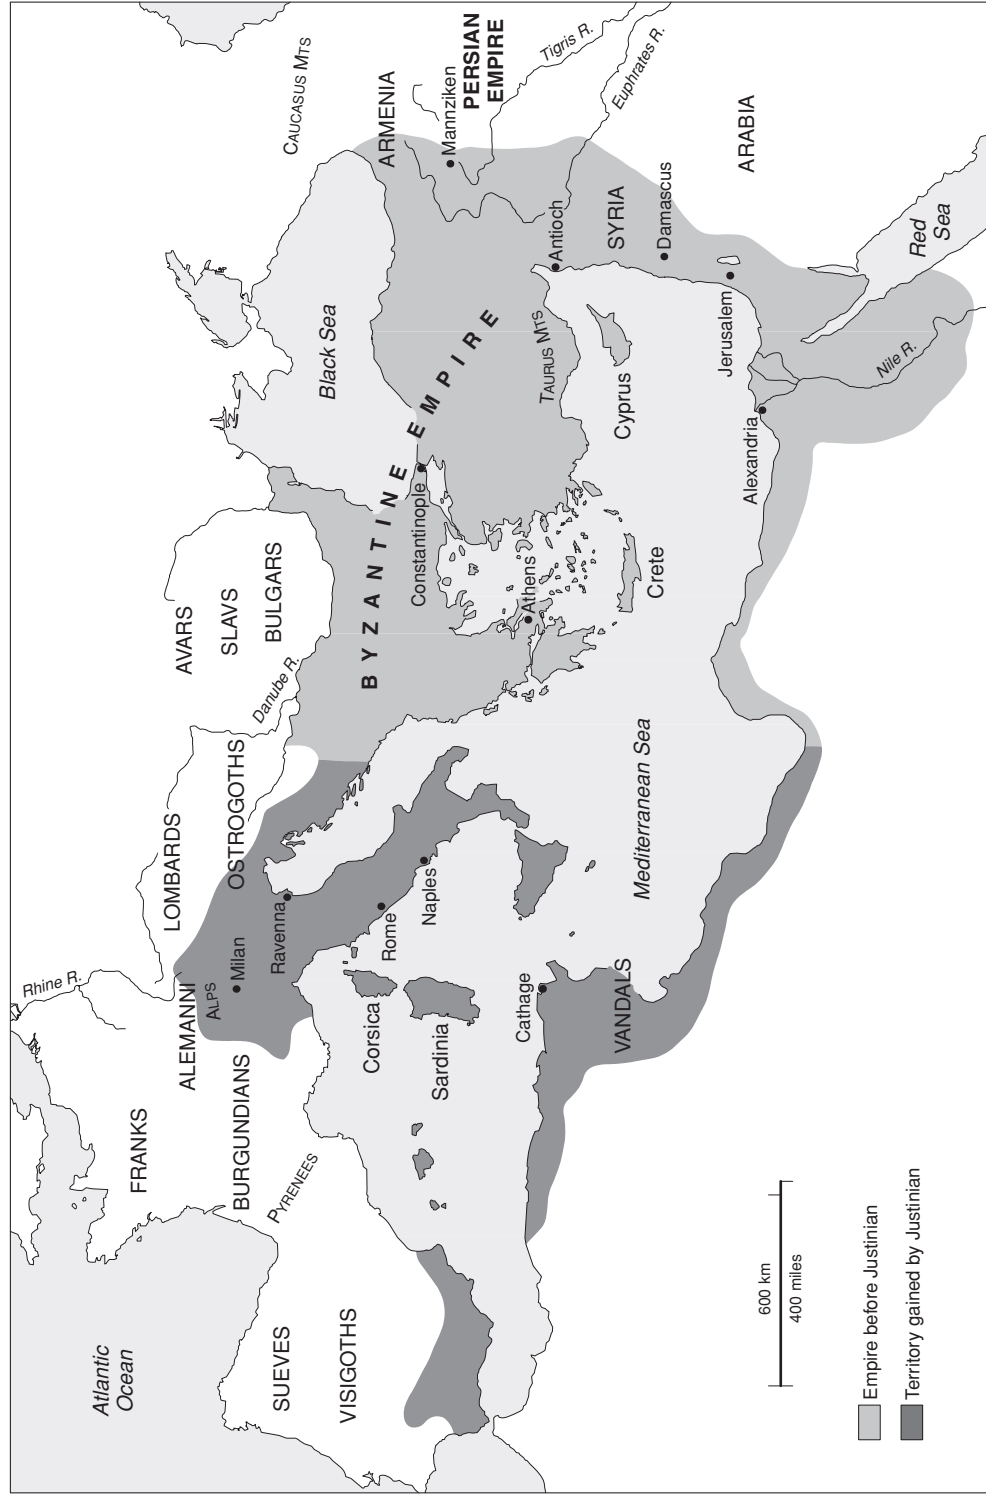 Atlantic
Ocean
FRANKS
Rhine R.
ALEMANNI
ALPS
Milan
LOMBARDS
OSTROGOTHS
Danube R.
AVARS
SLAVS
BULGARS
CAUCASUS MTS
BURGUNDIANS
PYRENEES
SUEVES
VISIGOTHS
Ravenna
Rome
Naples
Corsica
Sardinia
BYZANTINE EMPIRE
Black Sea
Constantinople
Athens
ARMENIA
Mannziken
PERSIAN
EMPIRE
Tigris R.
Euphrates R.
Antioch
TAURUS MTS
SYRIA
Damascus
Cyprus
Crete
Cathage
VANDALS
Mediterranean Sea
Jerusalem
Alexandria
ARABIA
Nile R.
Red
Sea
600 km
400 miles
Empire before Justinian
Territory gained by Justinian